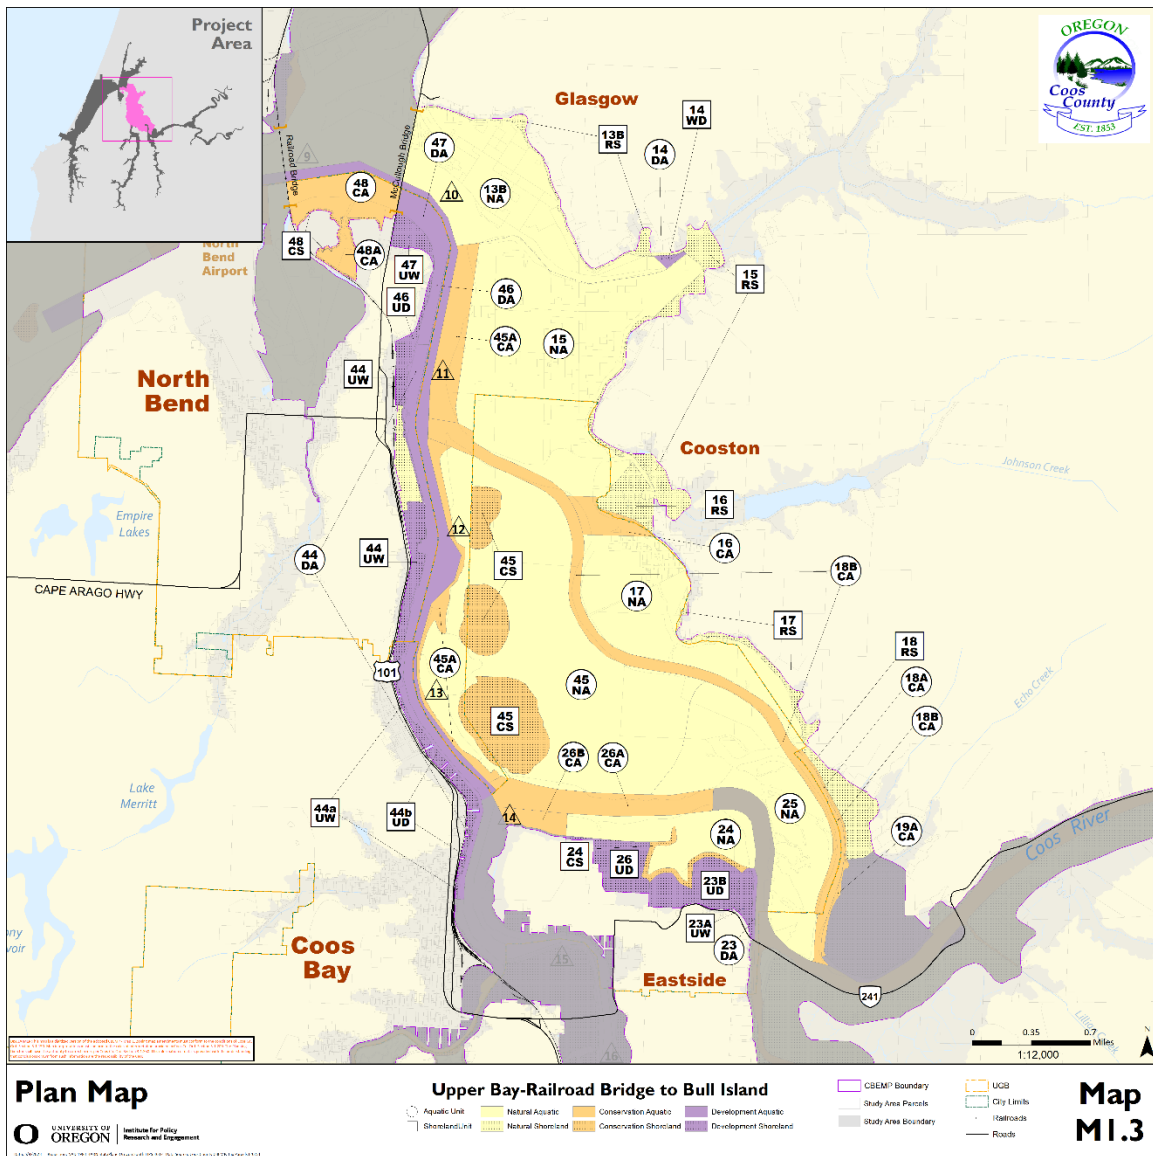 Project
Area
OREGON
Coos
County
EST. 1853
Glasgow
14
WD
13B
RS
14
DA
47
DA
9
Railroad Bridge
McCullough Bridge
48
CA
10
13B
NA
48
CS
48A
CA
North
Bend
Airport
47
UW
46
UD
15
RS
46
DA
45A
CA
15
NA
11
44
UW
North
Bend
Cooston
Johnson Creek
16
RS
Empire
Lakes
12
16
CA
44
DA
44
UW
45
CS
18B
CA
CAPE ARAGO HWY
17
NA
17
RS
18
RS
101
45A
CA
13
45
NA
18A
CA
Echo Creek
45
CS
18B
CA
26B
CA
26A
CA
Lake
Merritt
44a
UW
44b
UD
14
25
NA
24
NA
19A
CA
Coos River
24
CS
26
UD
23B
UD
23A
UW
23
DA
Coos
Bay
15
Eastside
241
16
0 0.35 0.7
Miles
1:12,000
N
Plan Map
Upper Bay-Railroad Bridge to Bull Island
Aquatic Unit
Shoreland Unit
Natural Aquatic
Natural Shoreland
Conservation Aquatic
Conservation Shoreland
Development Aquatic
Development Shoreland
CBEMP Boundary
Study Area Parcels
Study Area Boundary
UGB
City Limits
Railroads
Roads
Map
M1.3
UNIVERSITY OF
OREGON
Institute for Policy
Research and Engagement